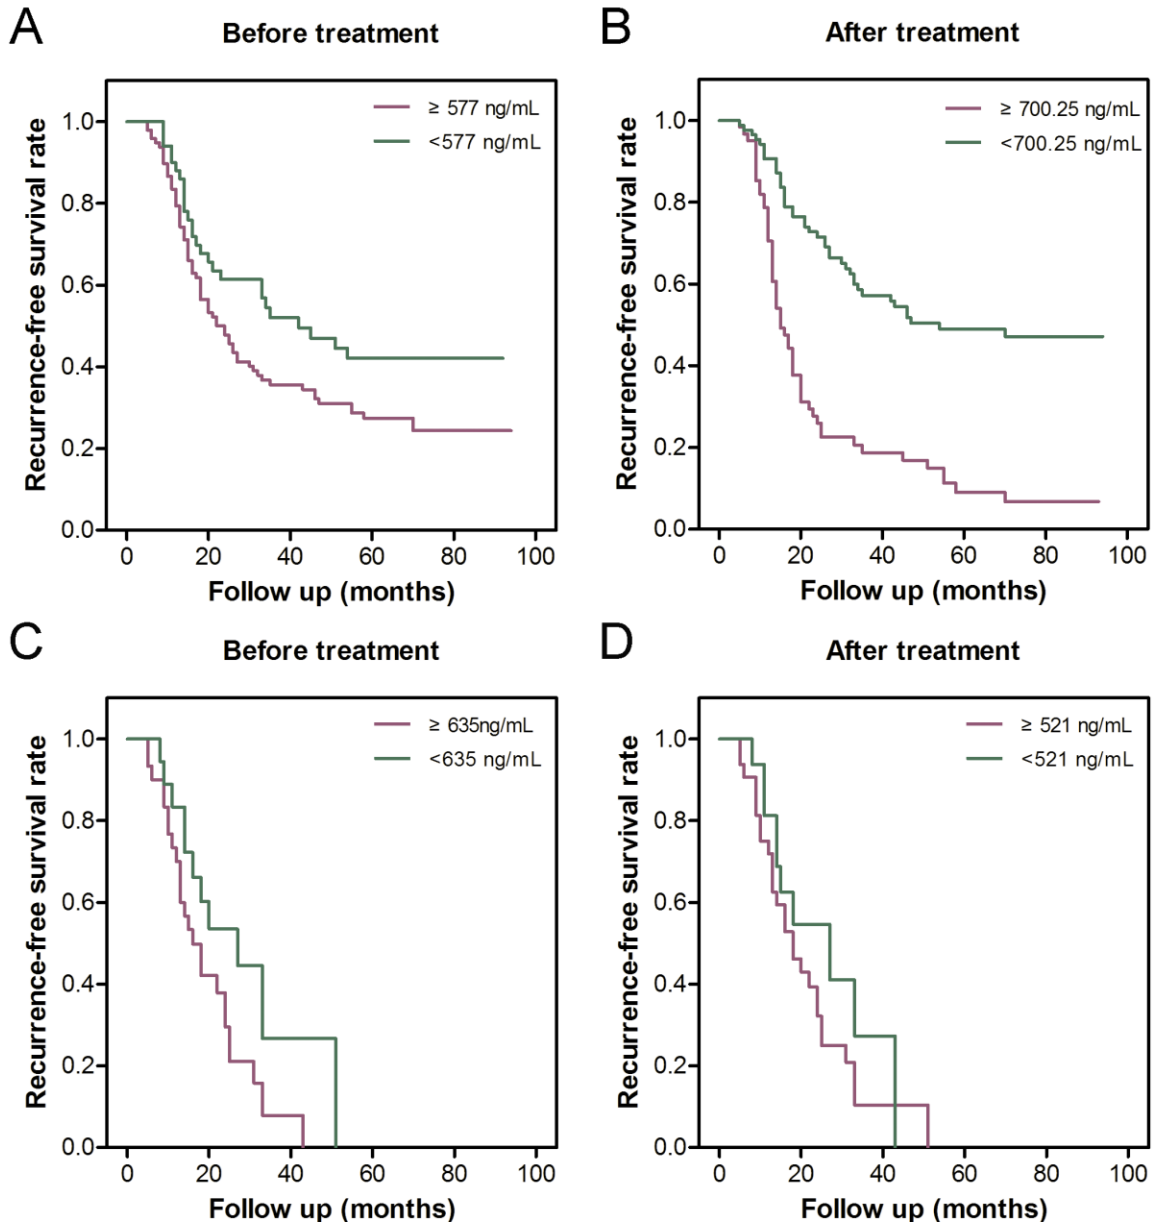 A
Before treatment
≥ 577 ng/mL
<577 ng/mL
Recurrence-free survival rate
1.0
0.8
0.6
0.4
0.2
0.0
0 20 40 60 80 100
Follow up (months)
B
After treatment
≥ 700.25 ng/mL
<700.25 ng/mL
Recurrence-free survival rate
1.0
0.8
0.6
0.4
0.2
0.0
0 20 40 60 80 100
Follow up (months)
C
Before treatment
≥ 635ng/mL
<635 ng/mL
Recurrence-free survival rate
1.0
0.8
0.6
0.4
0.2
0.0
0 20 40 60 80 100
Follow up (months)
D
After treatment
≥ 521 ng/mL
<521 ng/mL
Recurrence-free survival rate
1.0
0.8
0.6
0.4
0.2
0.0
0 20 40 60 80 100
Follow up (months)